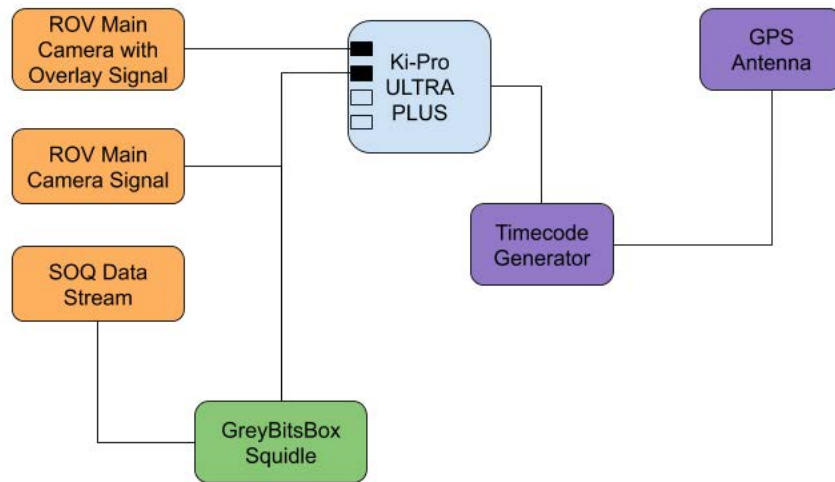 ROV Main
Camera with
Overlay Signal
Ki-Pro
ULTRA
PLUS
GPS
Antenna
ROV Main
Camera Signal
Timecode
Generator
SOQ Data
Stream
GreyBitsBox
Squidle